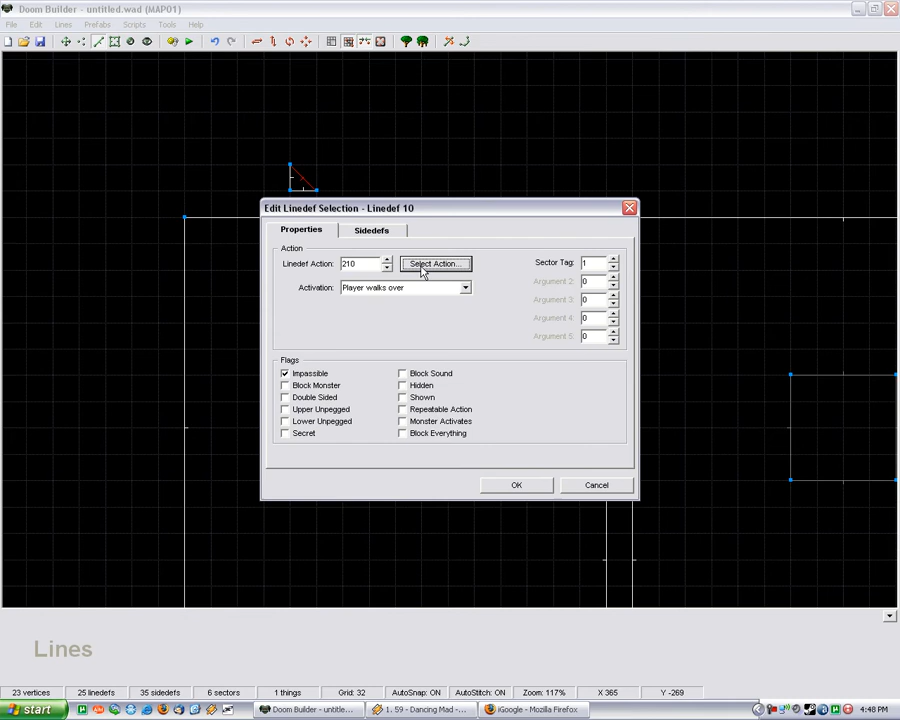 Doom Builder - untitled.wad (MAP01)
File Edit Lines Prefabs Scripts Tools Help
Edit Linedef Selection - Linedef 10
Properties Sidedefs
Action
Linedef Action: 210 Select Action... Sector Tag: 1
Argument 2: 0
Activation: Player walks over
Argument 3: 0
Argument 4: 0
Argument 5: 0
Flags
Impassible Block Sound
Block Monster Hidden
Double Sided Shown
Upper Unpegged Repeatable Action
Lower Unpegged Monster Activates
Secret Block Everything
OK Cancel
Lines
23 vertices 25 linedefs 35 sidedefs 6 sectors 1 things Grid: 32 AutoSnap: ON AutoStitch: ON Zoom: 117% X 365 Y -269
start Doom Builder - untitle... 1. 59 - Dancing Mad -... iGoogle - Mozilla Firefox 4:48 PM